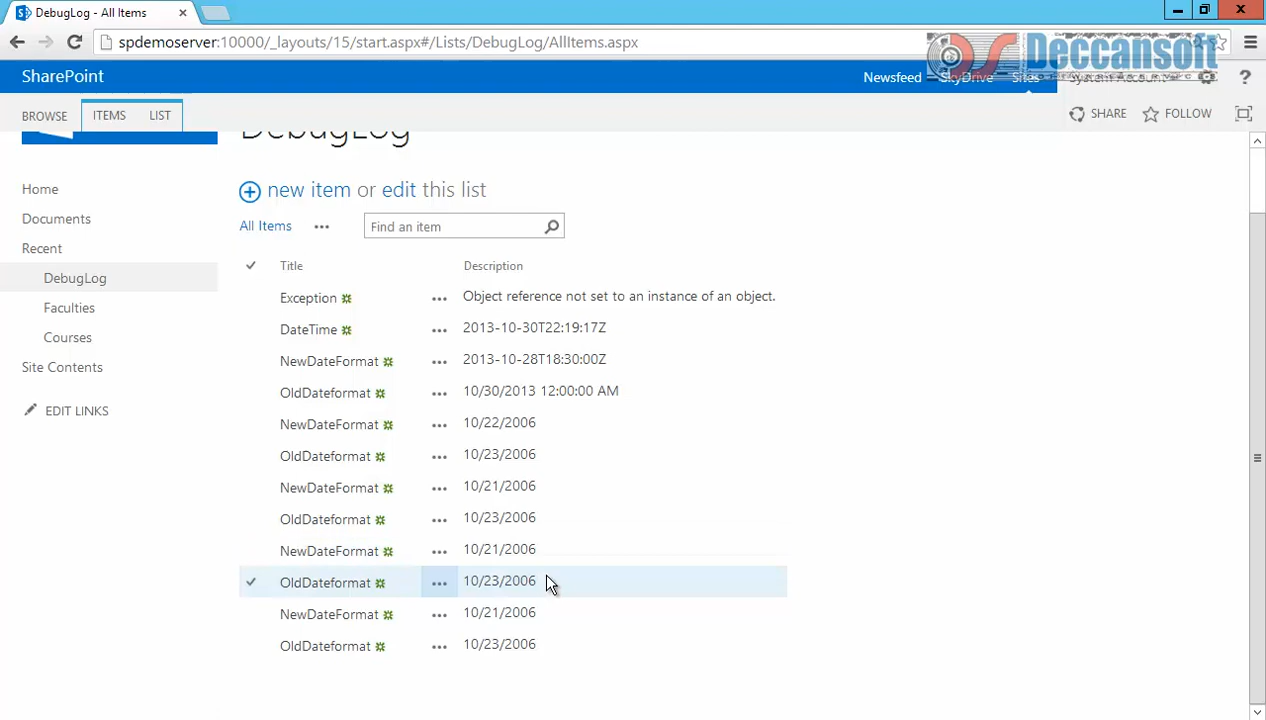 DebugLog - All Items
spdemoserver:10000/_layouts/15/start.aspx#/Lists/DebugLog/AllItems.aspx
Deccansoft
SharePoint
Newsfeed
SkyDrive
Sites
System Account
BROWSE
ITEMS
LIST
SHARE
FOLLOW
DebugLog
Home
Documents
Recent
DebugLog
Faculties
Courses
Site Contents
EDIT LINKS
new item or edit this list
All Items
Find an item
Title Description
Exception Object reference not set to an instance of an object.
DateTime 2013-10-30T22:19:17Z
NewDateFormat 2013-10-28T18:30:00Z
OldDateformat 10/30/2013 12:00:00 AM
NewDateFormat 10/22/2006
OldDateformat 10/23/2006
NewDateFormat 10/21/2006
OldDateformat 10/23/2006
NewDateFormat 10/21/2006
OldDateformat 10/23/2006
NewDateFormat 10/21/2006
OldDateformat 10/23/2006